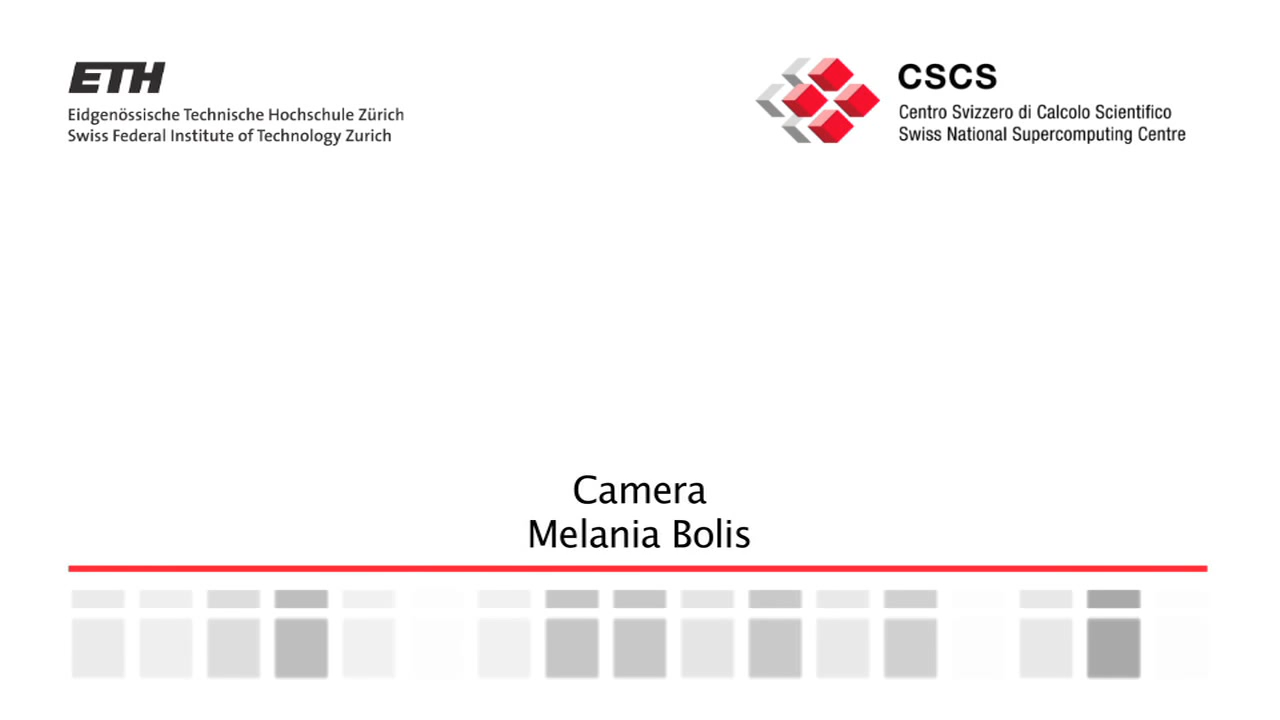 ETH
Eidgenössische Technische Hochschule Zürich
Swiss Federal Institute of Technology Zurich
CSCS
Centro Svizzero di Calcolo Scientifico
Swiss National Supercomputing Centre
Camera
Melania Bolis